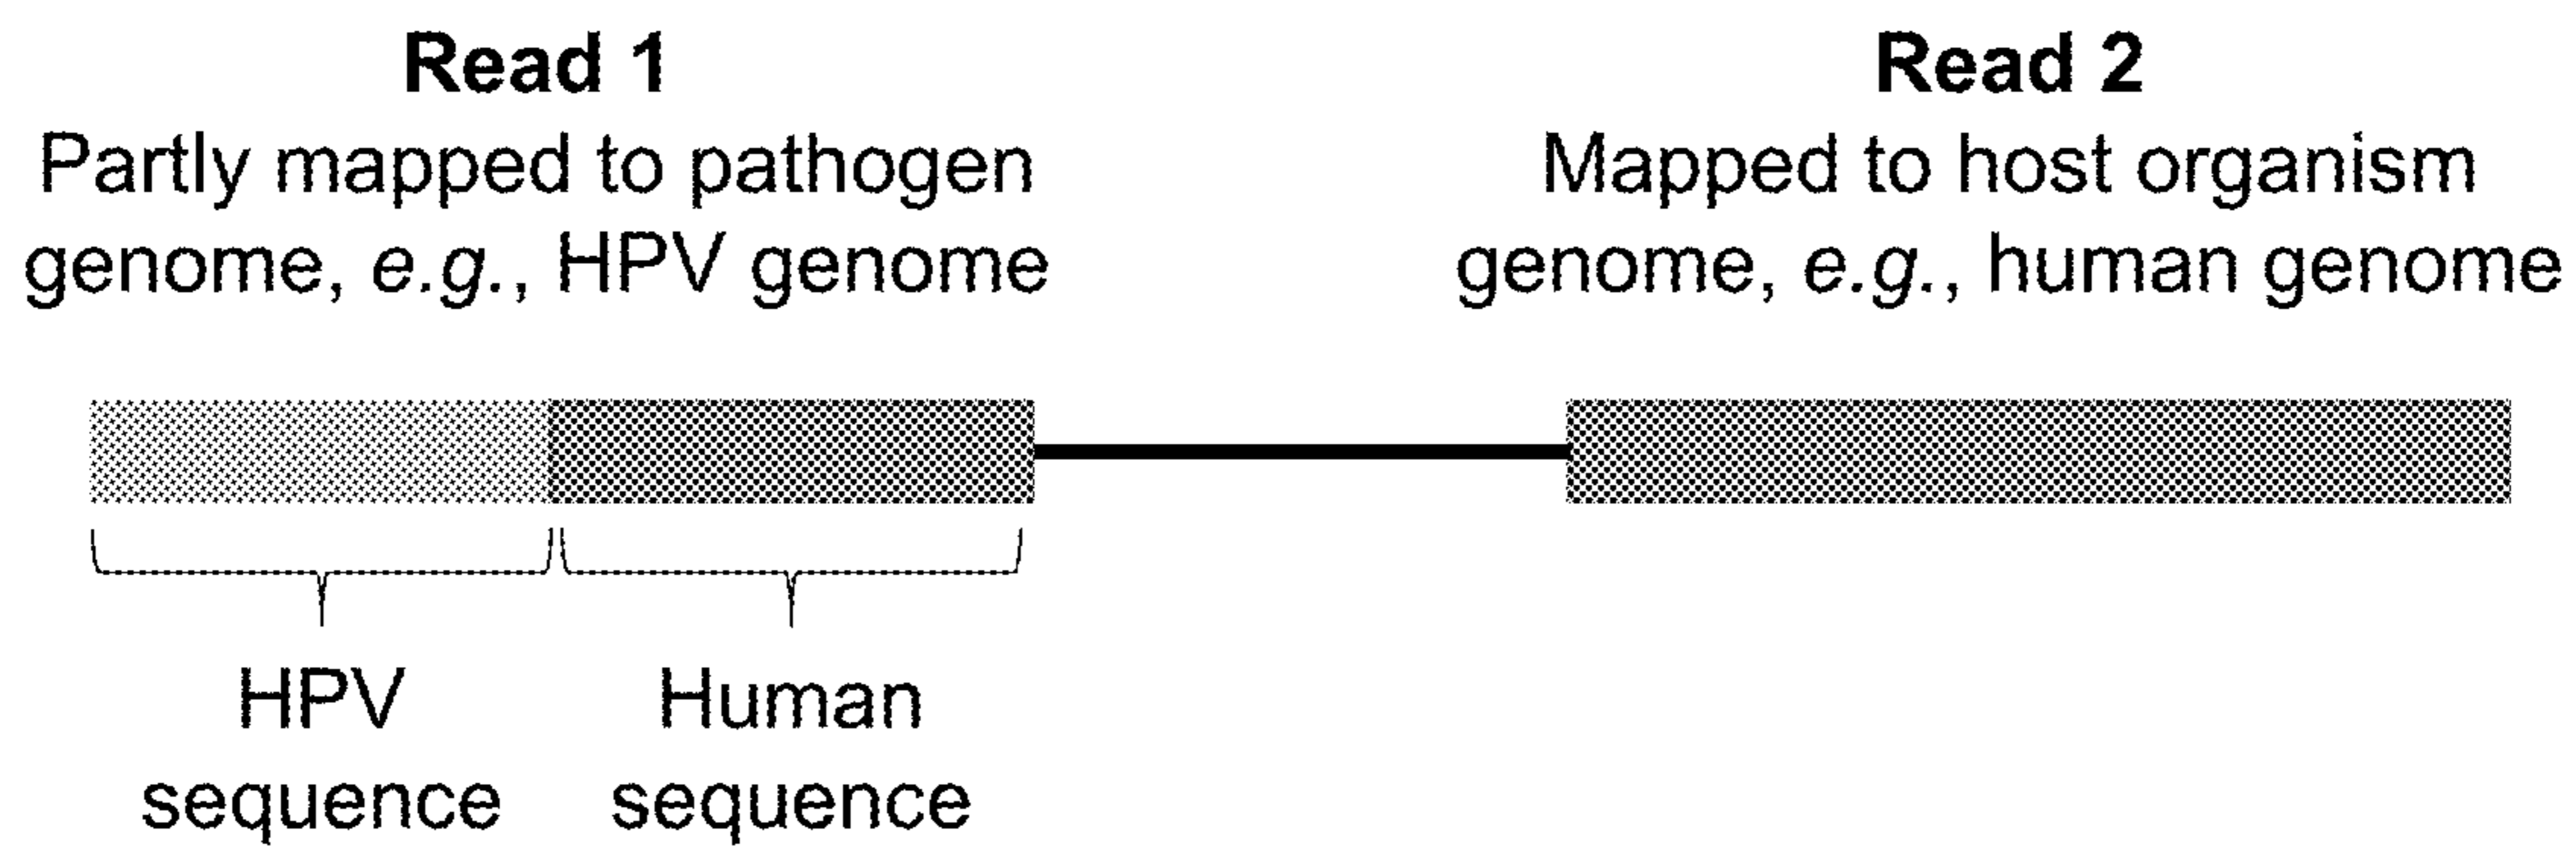 Read 1
Partly mapped to pathogen
genome, e.g., HPV genome
Read 2
Mapped to host organism
genome, e.g., human genome
HPV
sequence
Human
sequence